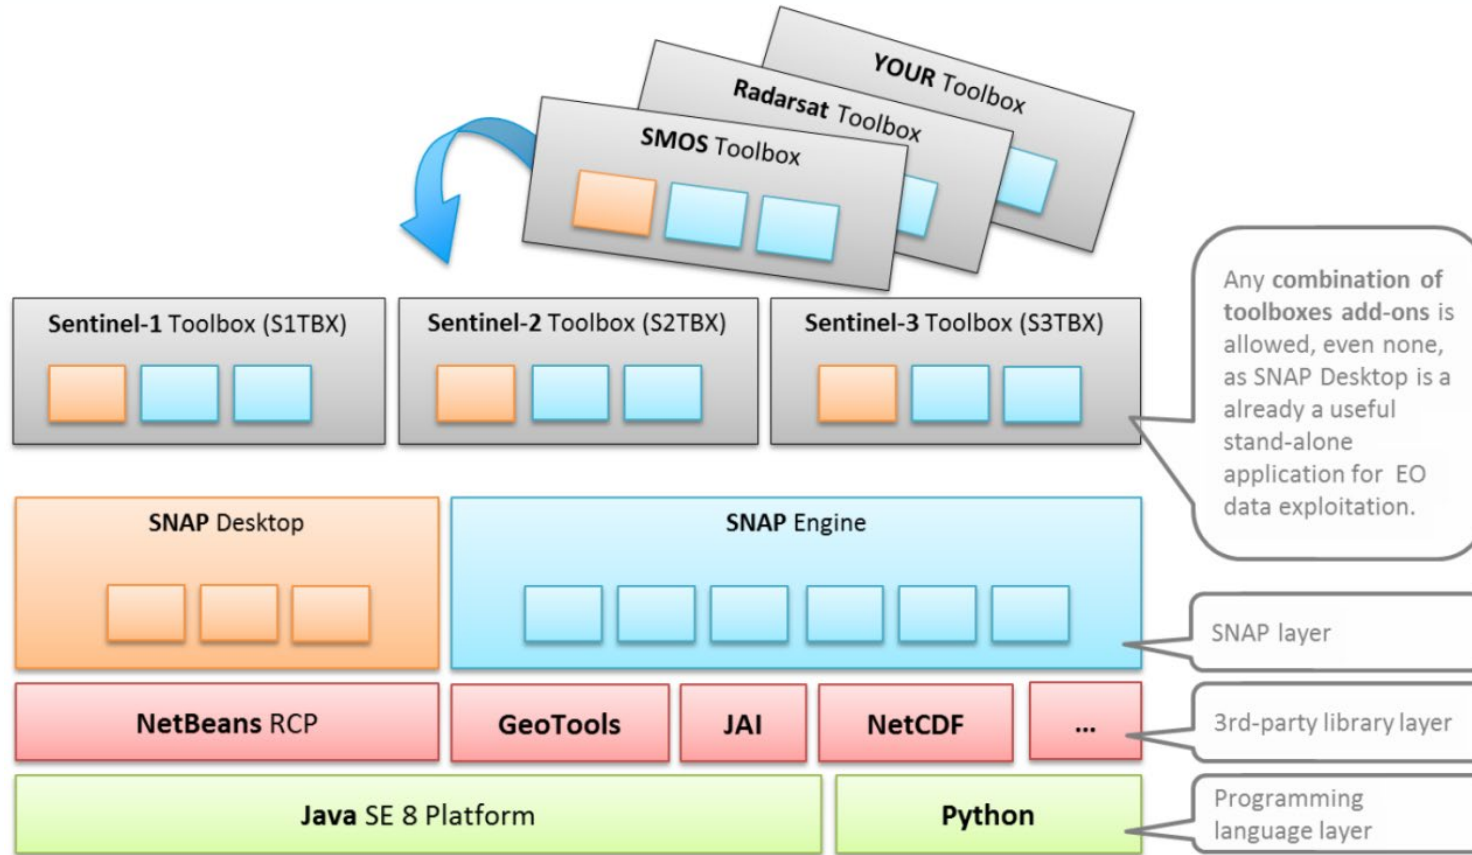 YOUR Toolbox
Radarsat Toolbox
SMOS Toolbox
Sentinel-1 Toolbox (S1TBX)
Sentinel-2 Toolbox (S2TBX)
Sentinel-3 Toolbox (S3TBX)
Any combination of
toolboxes add-ons is
allowed, even none,
as SNAP Desktop is a
already a useful
stand-alone
application for EO
data exploitation.
SNAP Desktop
SNAP Engine
SNAP layer
NetBeans RCP
GeoTools
JAI
NetCDF
...
3rd-party library layer
Java SE 8 Platform
Python
Programming
language layer